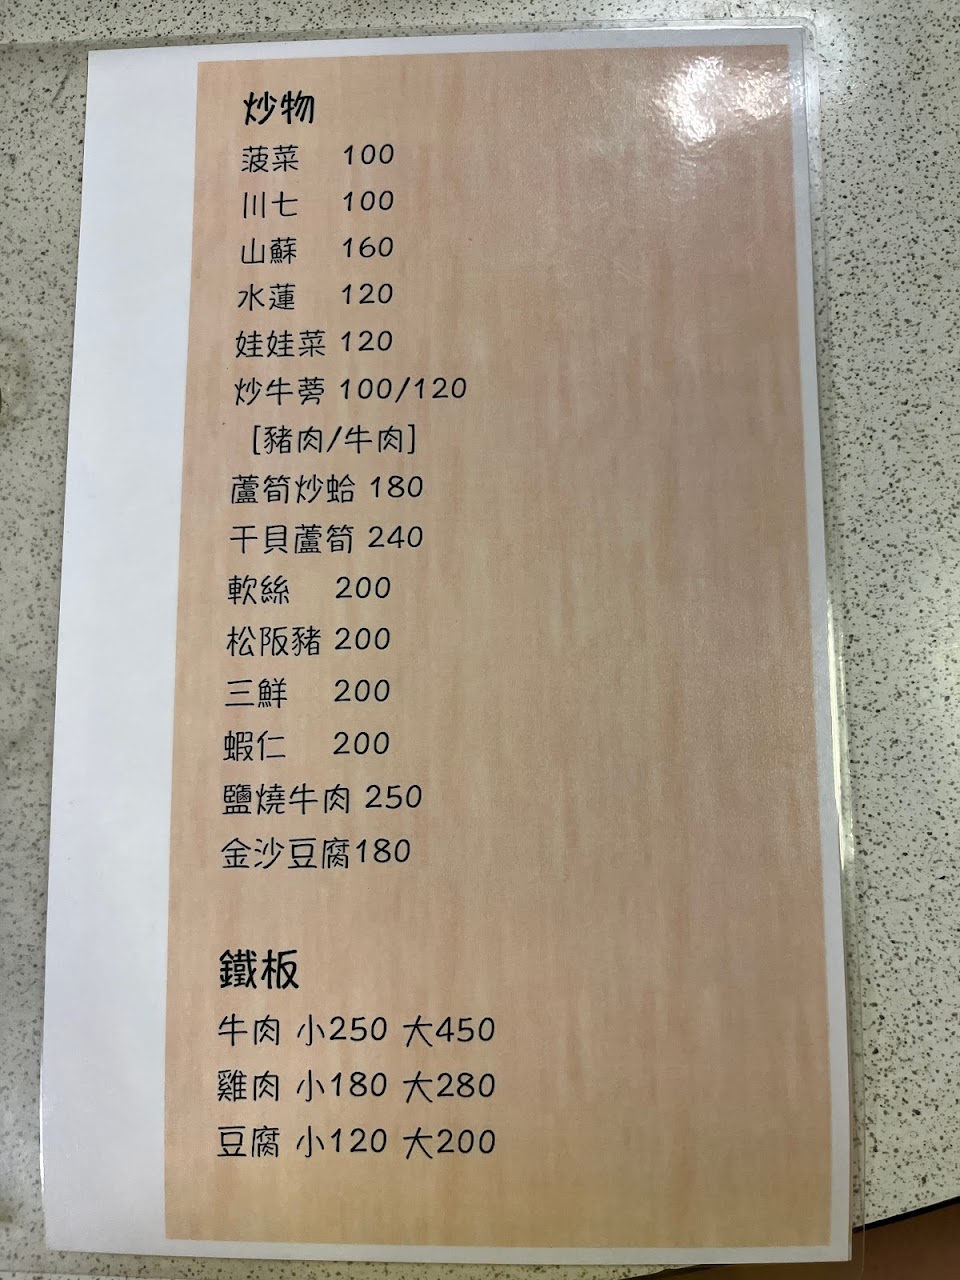 炒物
菠菜 100
川七 100
山蘇 160
水蓮 120
娃娃菜 120
炒牛蒡 100/120
[豬肉/牛肉]
蘆筍炒蛤 180
干貝蘆筍 240
軟絲 200
松阪豬 200
三鮮 200
蝦仁 200
鹽燒牛肉 250
金沙豆腐180
鐵板
牛肉 小250 大450
雞肉 小180 大280
豆腐 小120 大200